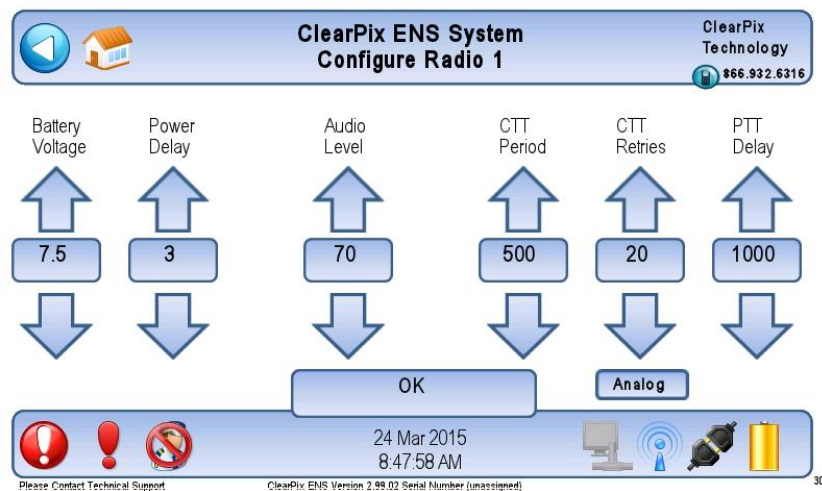 ClearPix ENS System
Configure Radio 1
ClearPix
Technology
866.932.6316
Battery
Voltage
Power
Delay
Audio
Level
CTT
Period
CTT
Retries
PTT
Delay
7.5
3
70
500
20
1000
OK
Analog
24 Mar 2015
8:47:58 AM
Please Contact Technical Support
ClearPix ENS Version 2.99.02 Serial Number (unassigned)
30